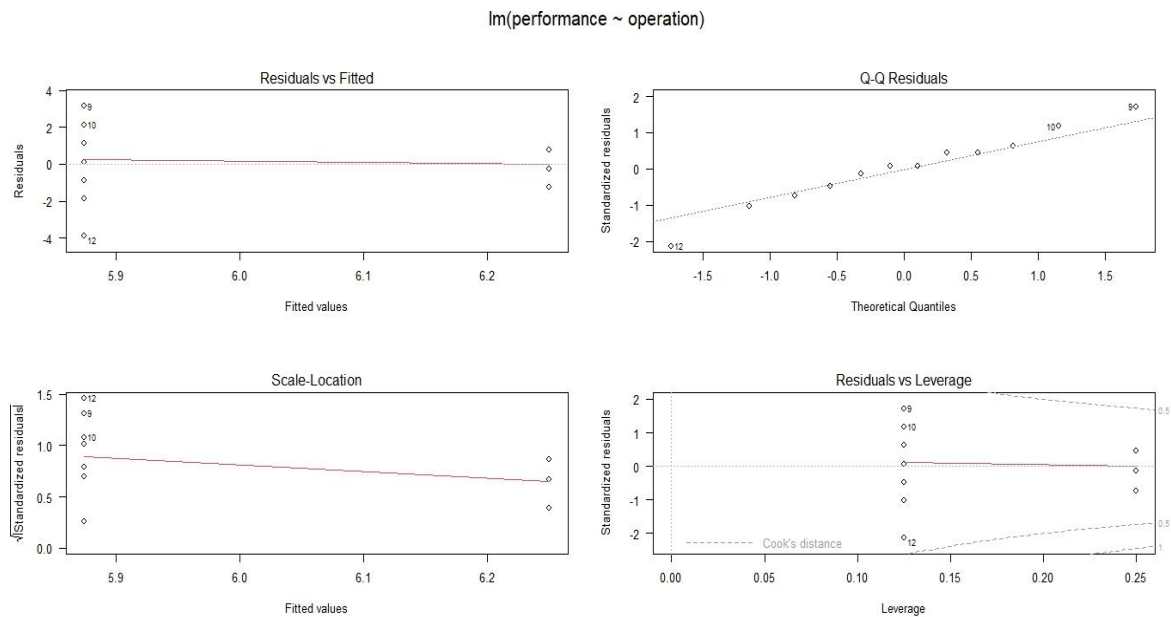 lm(performance ~ operation)
Residuals vs Fitted
Residuals
4
2
0
-2
-4
9
10
12
5.9 6.0 6.1 6.2
Fitted values
Q-Q Residuals
Standardized residuals
2
1
0
-1
-2
9
10
12
-1.5 -1.0 -0.5 0.0 0.5 1.0 1.5
Theoretical Quantiles
Scale-Location
√|Standardized residuals|
1.5
1.0
0.5
0.0
12
9
10
5.9 6.0 6.1 6.2
Fitted values
Residuals vs Leverage
Standardized residuals
2
1
0
-1
-2
9
10
12
0.5
0.5
1
Cook's distance
0.00 0.05 0.10 0.15 0.20 0.25
Leverage